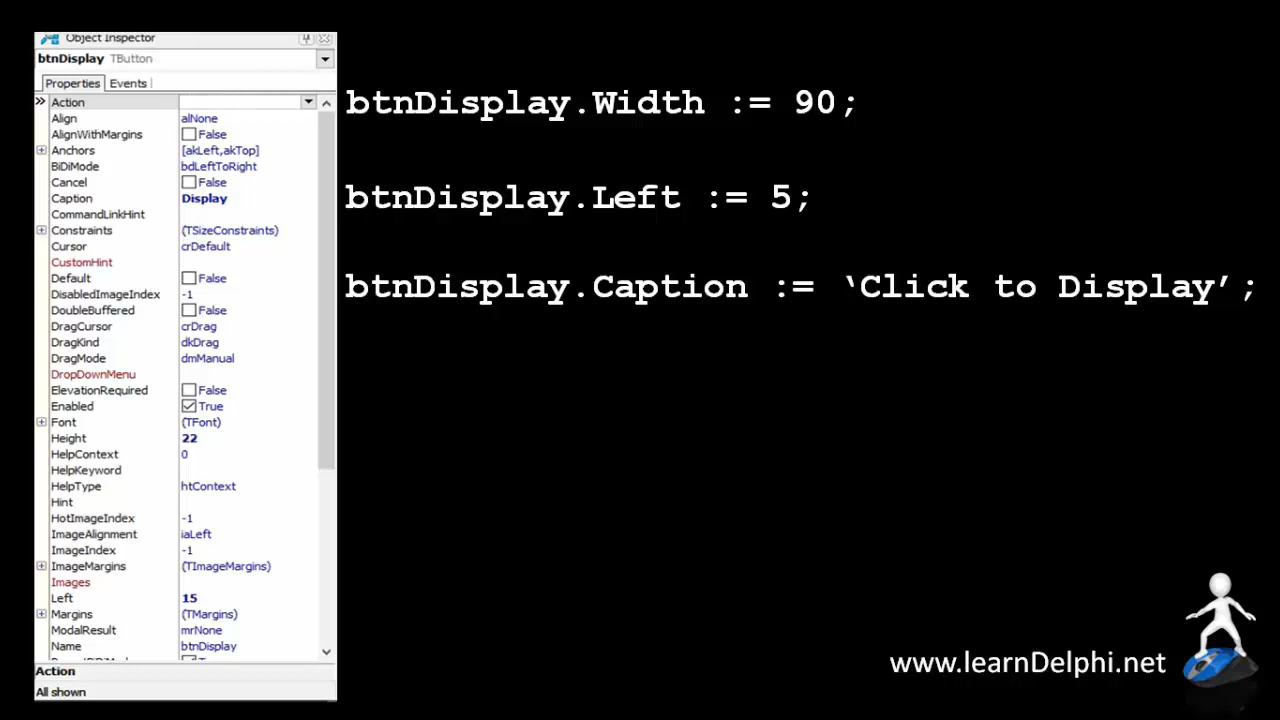 Object Inspector
btnDisplay TButton
Properties Events
Action
Align alNone
AlignWithMargins False
Anchors [akLeft,akTop]
BiDiMode bdLeftToRight
Cancel False
Caption Display
CommandLinkHint
Constraints (TSizeConstraints)
Cursor crDefault
CustomHint
Default False
DisabledImageIndex -1
DoubleBuffered False
DragCursor crDrag
DragKind dkDrag
DragMode dmManual
DropDownMenu
ElevationRequired False
Enabled True
Font (TFont)
Height 22
HelpContext 0
HelpKeyword
HelpType htContext
Hint
HotImageIndex -1
ImageAlignment iaLeft
ImageIndex -1
ImageMargins (TImageMargins)
Images
Left 15
Margins (TMargins)
ModalResult mrNone
Name btnDisplay
Action
All shown
btnDisplay.Width := 90;
btnDisplay.Left := 5;
btnDisplay.Caption := ‘Click to Display’;
www.learnDelphi.net